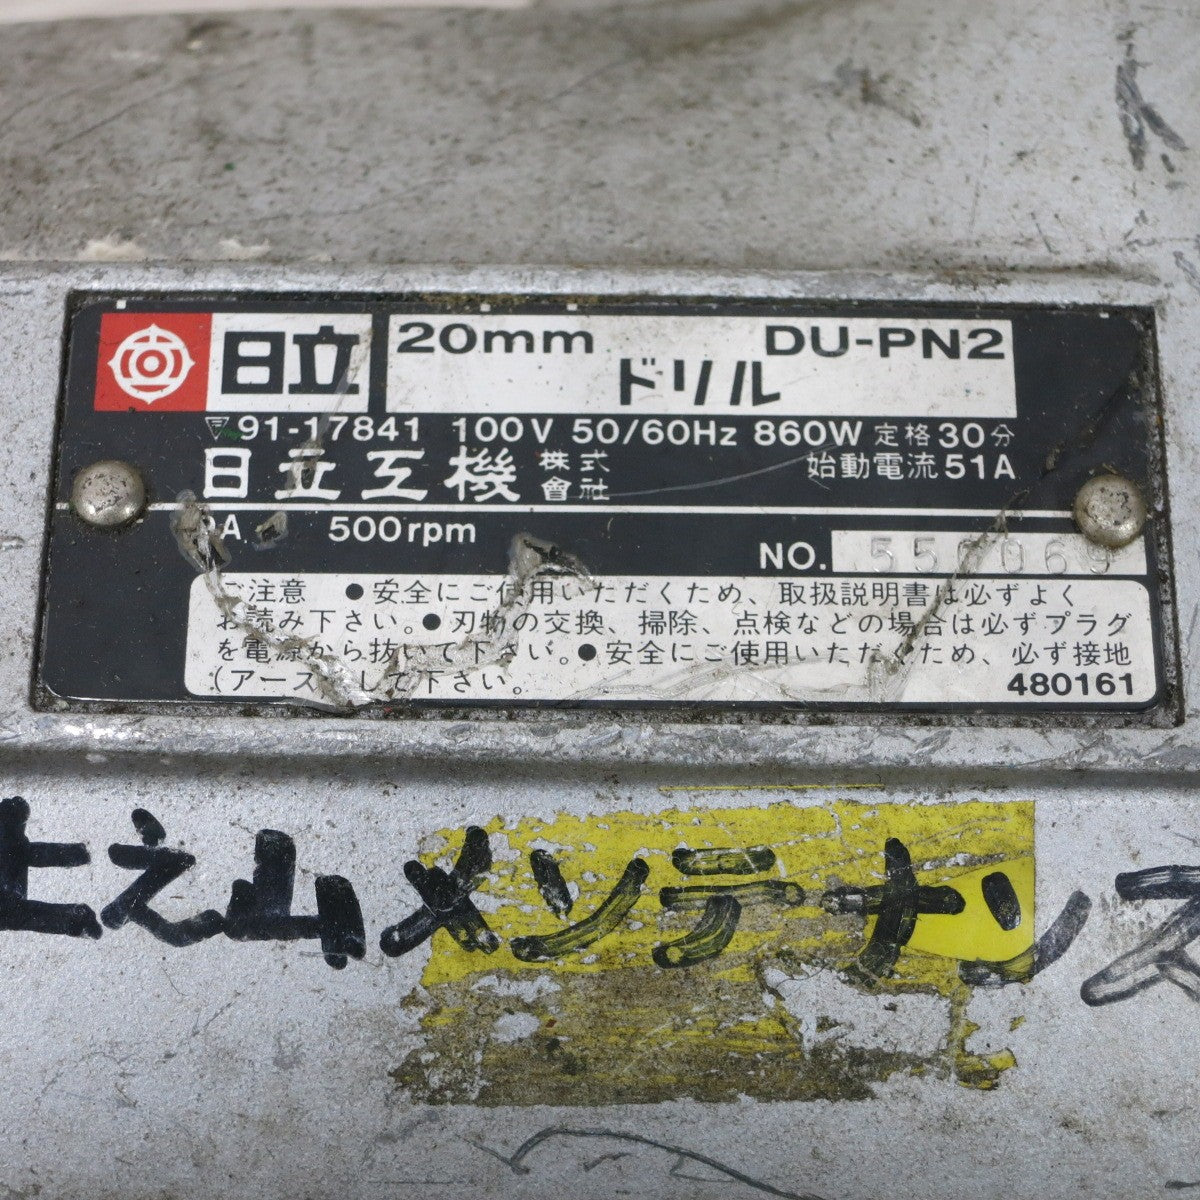 日立
20mm DU-PN2
ドリル
91-17841 100V 50/60Hz 860W 定格30分
日立工機 株式會社 始動電流51A
A 500rpm
NO.
ご注意 ●安全にご使用いただくため、取扱説明書は必ずよく
お読み下さい。●刃物の交換、掃除、点検などの場合は必ずプラグ
を電源から抜いて下さい。●安全にご使用いただくため、必ず接地
(アース)して下さい。 480161
上之山メンテナンス